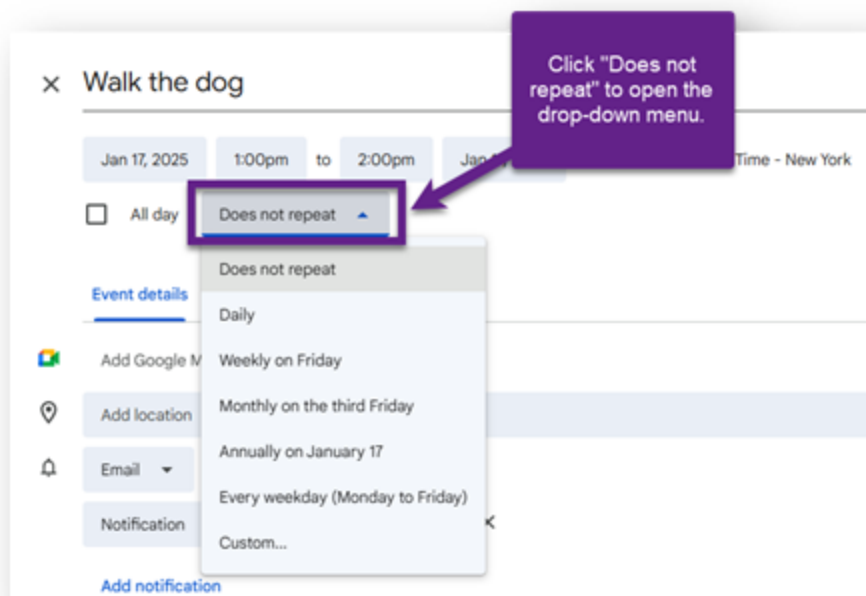 Click "Does not
repeat" to open the
drop-down menu.
Walk the dog
Jan 17, 2025 1:00pm to 2:00pm Jan Time - New York
All day Does not repeat
Does not repeat
Event details
Daily
Add Google M Weekly on Friday
Monthly on the third Friday
Add location
Annually on January 17
Email
Every weekday (Monday to Friday)
Notification
Custom...
Add notification